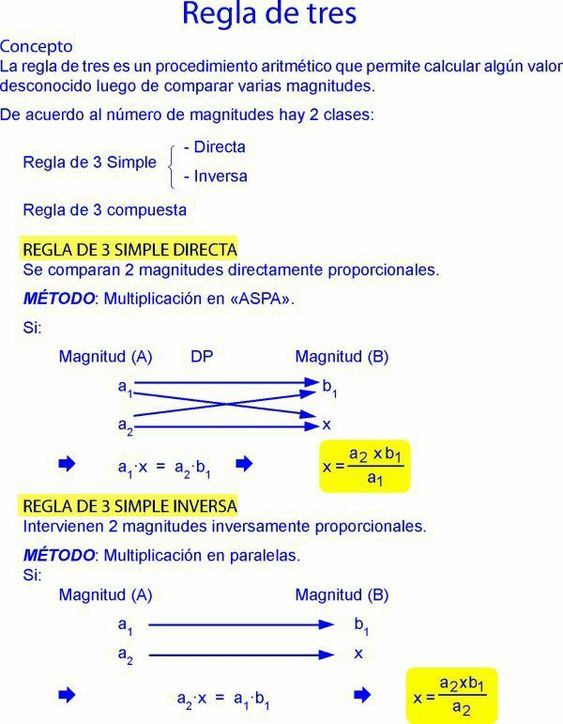 Regla de tres
Concepto
La regla de tres es un procedimiento aritmético que permite calcular algún valor
desconocido luego de comparar varias magnitudes.
De acuerdo al número de magnitudes hay 2 clases:
Regla de 3 Simple { - Directa
- Inversa
Regla de 3 compuesta
REGLA DE 3 SIMPLE DIRECTA
Se comparan 2 magnitudes directamente proporcionales.
MÉTODO: Multiplicación en «ASPA».
Si:
Magnitud (A) DP Magnitud (B)
a₁ b₁
a₂ x
a₁·x = a₂·b₁ x = a₂ x b₁ / a₁
REGLA DE 3 SIMPLE INVERSA
Intervienen 2 magnitudes inversamente proporcionales.
MÉTODO: Multiplicación en paralelas.
Si:
Magnitud (A) Magnitud (B)
a₁ b₁
a₂ x
a₂·x = a₁·b₁ x = a₂xb₁ / a₂